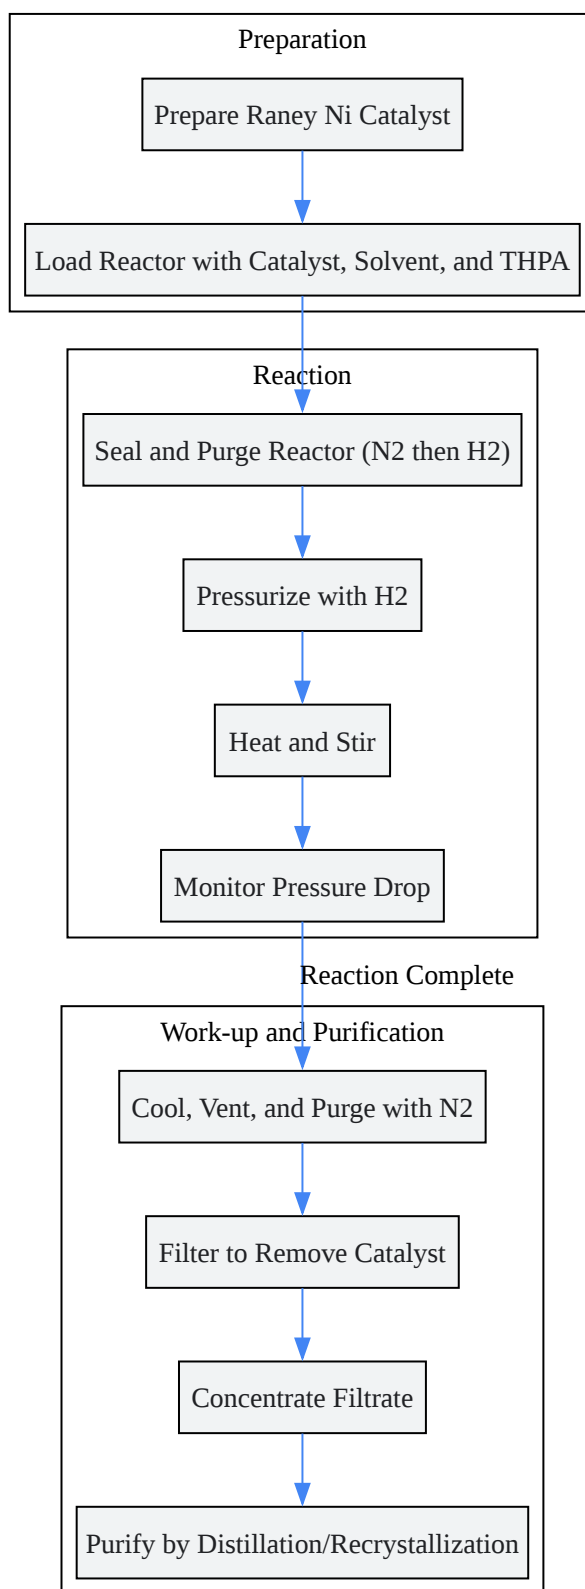 Preparation
Prepare Raney Ni Catalyst
Load Reactor with Catalyst, Solvent, and THPA
Reaction
Seal and Purge Reactor (N2 then H2)
Pressurize with H2
Heat and Stir
Monitor Pressure Drop
Reaction Complete
Work-up and Purification
Cool, Vent, and Purge with N2
Filter to Remove Catalyst
Concentrate Filtrate
Purify by Distillation/Recrystallization